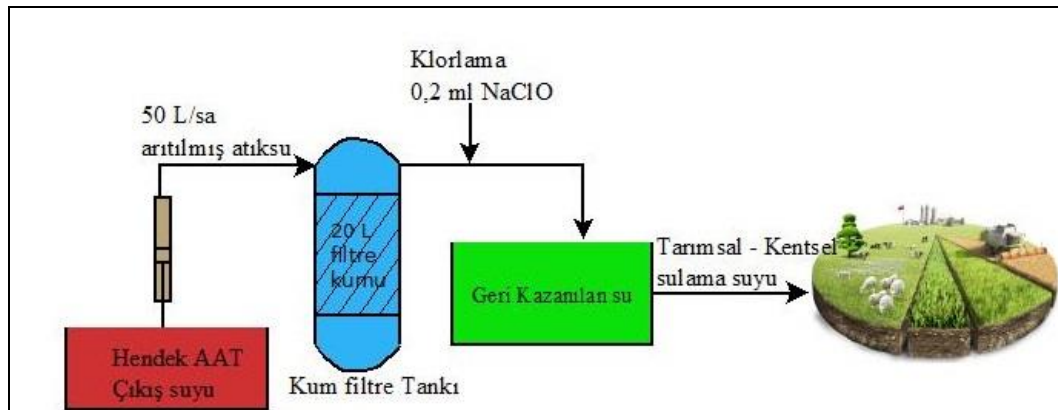 Klorlama
0,2 ml NaClO
50 L/sa
arıtılmış atıksu
20 L
filtre
kumu
Tarımsal - Kentsel
sulama suyu
Geri Kazanılan su
Hendek AAT
Çıkış suyu
Kum filtre Tankı